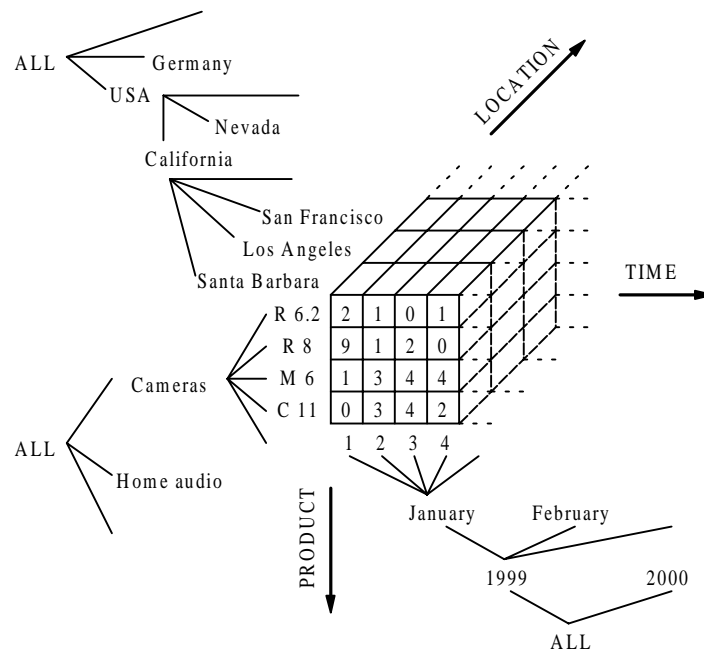 ALL
Germany
USA
Nevada
California
San Francisco
Los Angeles
Santa Barbara
LOCATION
TIME
R 6.2 2 1 0 1
R 8 9 1 2 0
M 6 1 3 4 4
C 11 0 3 4 2
1 2 3 4
Cameras
ALL
Home audio
PRODUCT
January February
1999 2000
ALL